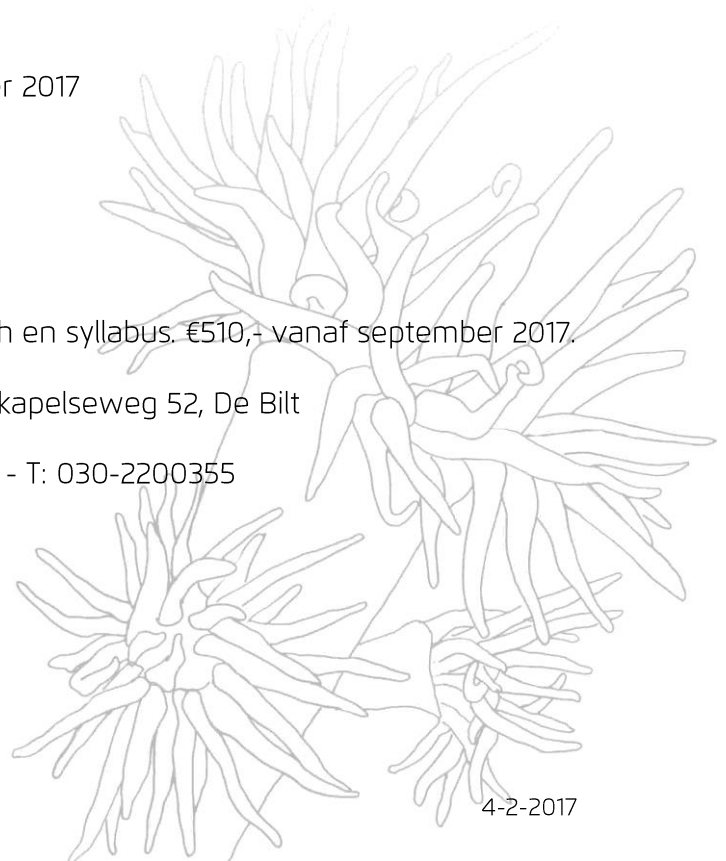 r 2017
h en syllabus. €510,- vanaf september 2017.
kapelseweg 52, De Bilt
- T: 030-2200355
4-2-2017